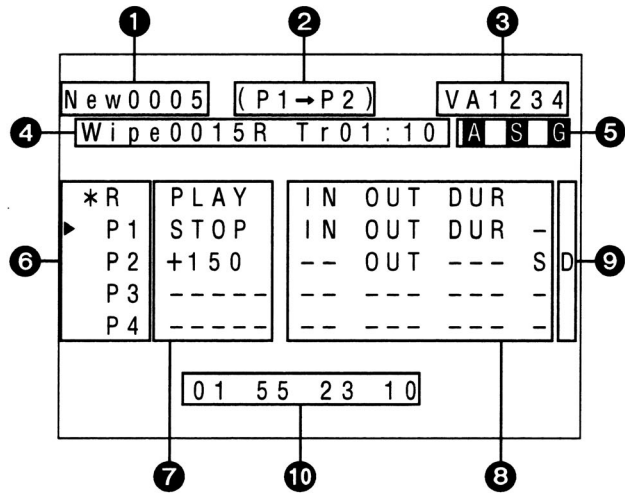 1 2 3
New0005 (P1→P2) VA1234
4 Wipe0015R Tr01:10 A S G 5
*R PLAY IN OUT DUR
▶ P1 STOP IN OUT DUR -
6 P2 +150 -- OUT --- S D 9
P3 ----- -- --- --- -
P4 ----- -- --- --- -
01 55 23 10
7 10 8